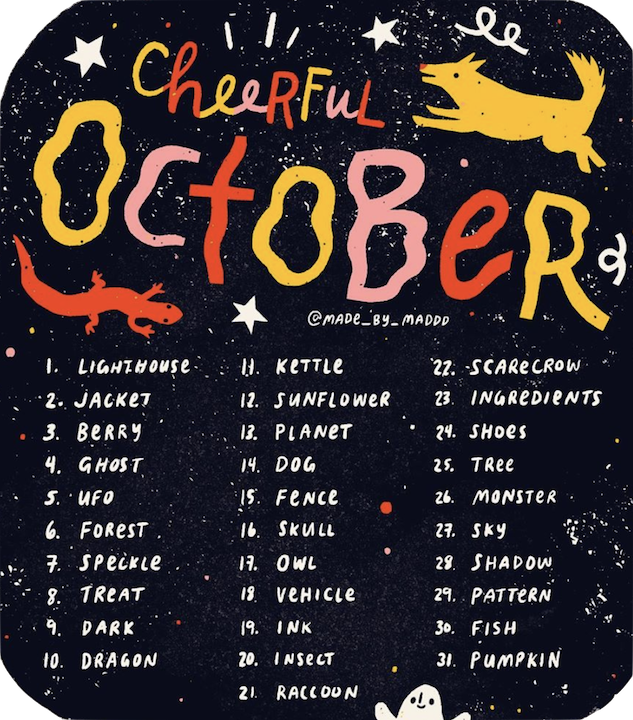 CHeeRFuL
OctoBeR
@MADE_BY_MADDD
1. LIGHTHOUSE
2. JACKET
3. BERRY
4. GHOST
5. UFO
6. FOREST
7. SPECKLE
8. TREAT
9. DARK
10. DRAGON
11. KETTLE
12. SUNFLOWER
13. PLANET
14. DOG
15. FENCE
16. SKULL
17. OWL
18. VEHICLE
19. INK
20. INSECT
21. RACCOON
22. SCARECROW
23. INGREDIENTS
24. SHOES
25. TREE
26. MONSTER
27. SKY
28. SHADOW
29. PATTERN
30. FISH
31. PUMPKIN